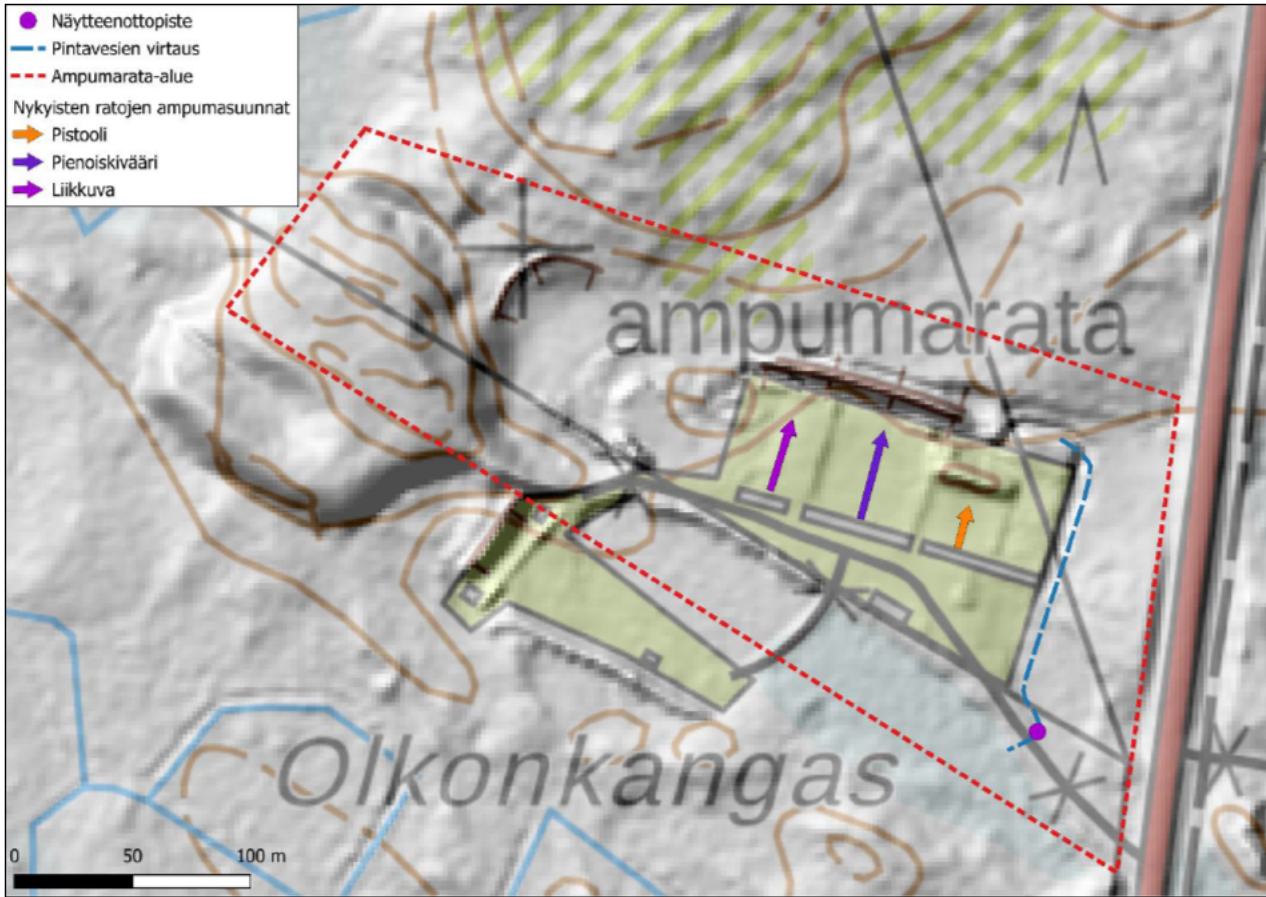 Näytteenottopiste
Pintavesien virtaus
Ampumarata-alue
Nykyisten ratojen ampumasuunnat
Pistooli
Pienoiskivääri
Liikkuva
ampumarata
Olkonkangas
0 50 100 m